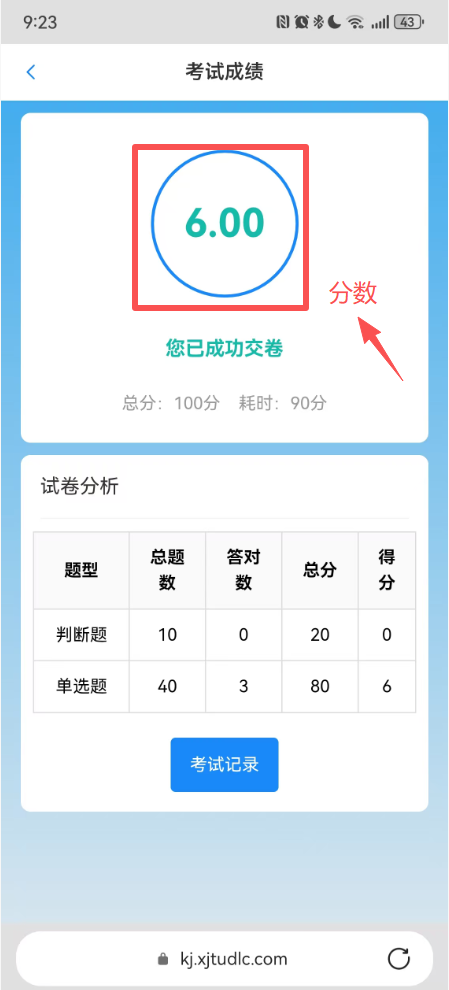 9:23
43
考试成绩
6.00
分数
您已成功交卷
总分：100分 耗时：90分
试卷分析
题型 总题数 答对数 总分 得分
判断题 10 0 20 0
单选题 40 3 80 6
考试记录
kj.xjtudlc.com